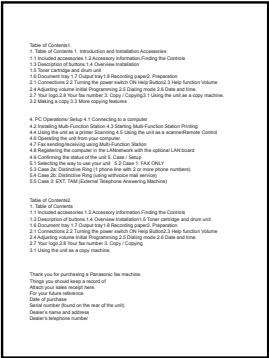 Table of Contents1.
1. Table of Contents 1. Introduction and Installation Accessories
1.1 Included accessories.1.2 Accessory information.Finding the Controls
1.3 Description of buttons.1.4 Overview Installation
1.5 Toner cartridge and drum unit
1.6 Document tray 1.7 Output tray1.8 Recording paper2. Preparation
2.1 Connections 2.2 Turning the power switch ON Help Button2.3 Help function Volume
2.4 Adjusting volume Initial Programming 2.5 Dialing mode 2.6 Date and time.
2.7 Your logo.2.8 Your fax number 3. Copy / Copying3.1 Using the unit as a copy machine.
3.2 Making a copy 3.3 More copying features
4. PC Operations/ Setup 4.1 Connecting to a computer
4.2 Installing Multi-Function Station 4.3 Starting Multi-Function Station Printing
4.4 Using the unit as a printer Scanning 4.5 Using the unit as a scannerRemote Control
4.6 Operating the unit from your computer.
4.7 Fax sending/receiving using Multi-Function Station
4.8 Registering the computer in the LANnetwork with the optional LAN board
4.9 Confirming the status of the unit 5. Case / Setup
5.1 Selecting the way to use your unit 5.2 Case 1: FAX ONLY
5.3 Case 2a: Distinctive Ring (1 phone line with 2 or more phone numbers)
5.4 Case 2b: Distinctive Ring (using withvoice mail service)
5.5 Case 3: EXT. TAM (External Telephone Answering Machine)
Table of Contents2.
1. Table of Contents
1.1 Included accessories.1.2 Accessory information.Finding the Controls
1.3 Description of buttons.1.4 Overview Installation1.5 Toner cartridge and drum unit
1.6 Document tray 1.7 Output tray1.8 Recording paper2. Preparation
2.1 Connections 2.2 Turning the power switch ON Help Button2.3 Help function Volume
2.4 Adjusting volume Initial Programming 2.5 Dialing mode 2.6 Date and time.
2.7 Your logo.2.8 Your fax number 3. Copy / Copying
3.1 Using the unit as a copy machine.
Thank you for purchasing a Panasonic fax machine.
Things you should keep a record of
Attach your sales receipt here.
For your future reference
Date of purchase
Serial number (found on the rear of the unit)
Dealer's name and address
Dealer's telephone number